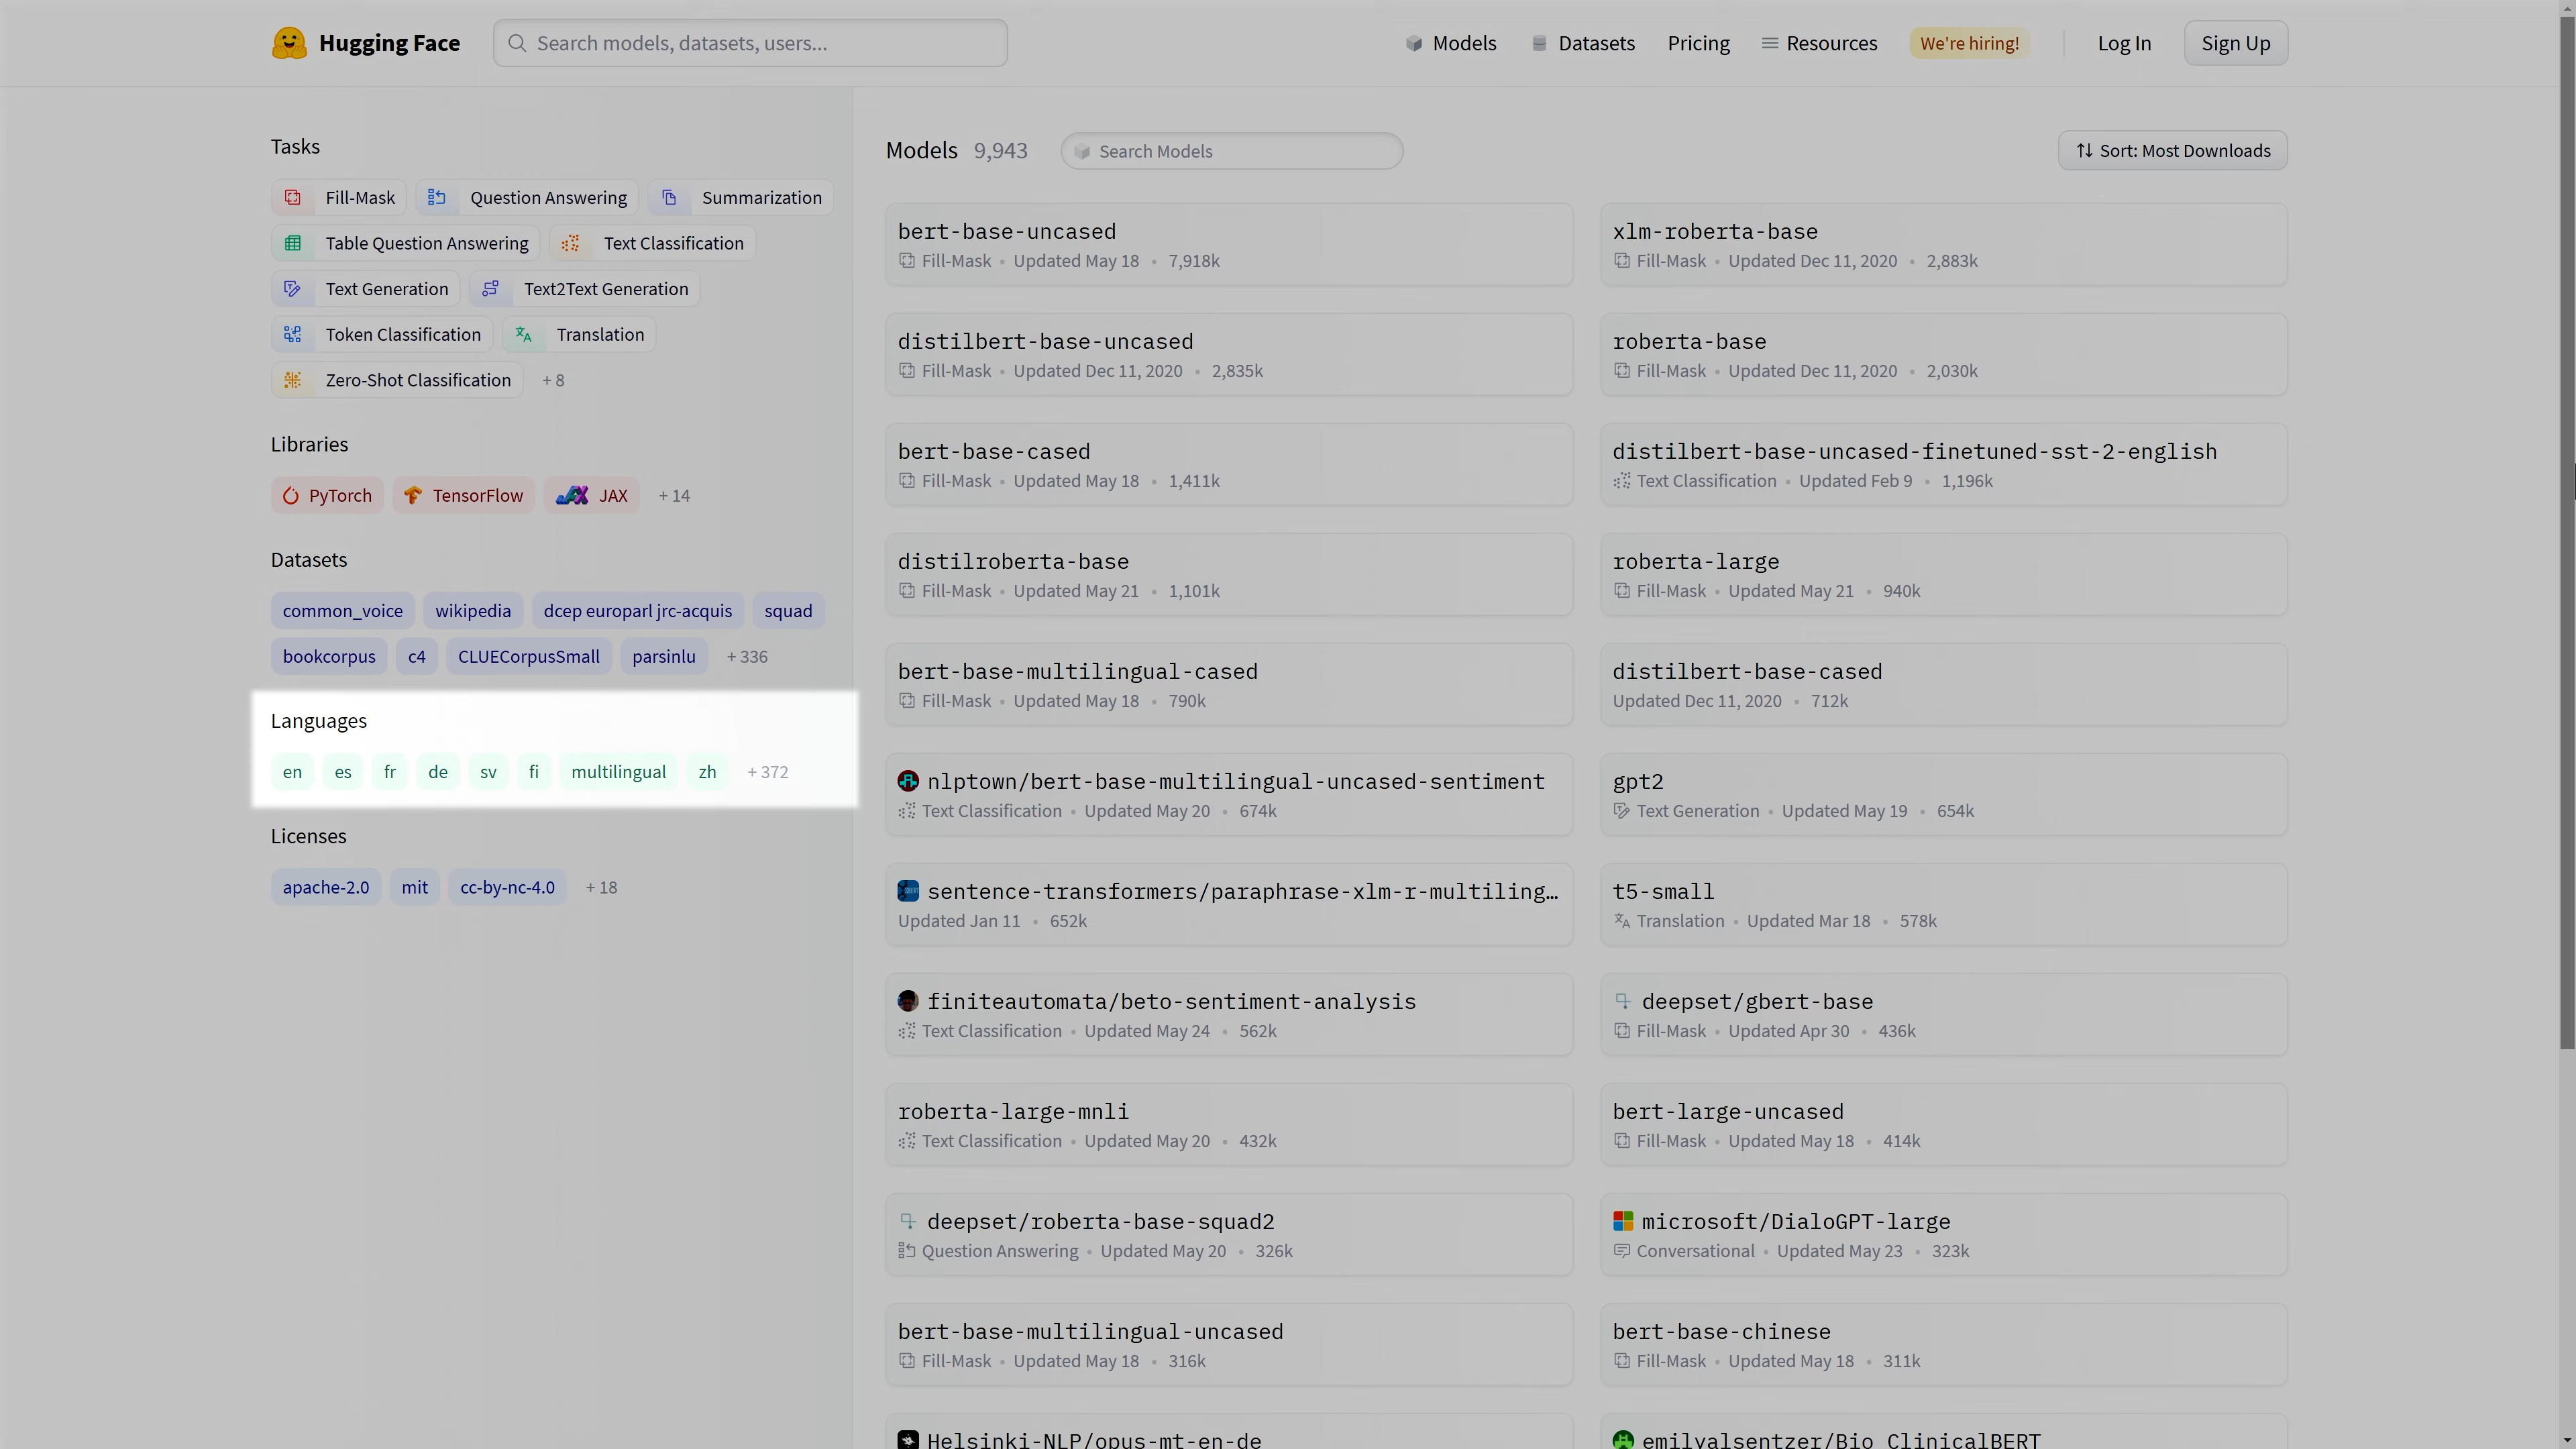 Hugging Face
Search models, datasets, users...
Models
Datasets
Pricing
Resources
We're hiring!
Log In
Sign Up
Tasks
Fill-Mask
Question Answering
Summarization
Table Question Answering
Text Classification
Text Generation
Text2Text Generation
Token Classification
Translation
Zero-Shot Classification
+ 8
Libraries
PyTorch
TensorFlow
JAX
+ 14
Datasets
common_voice
wikipedia
dcep europarl jrc-acquis
squad
bookcorpus
c4
CLUECorpusSmall
parsinlu
+ 336
Languages
en
es
fr
de
sv
fi
multilingual
zh
+ 372
Licenses
apache-2.0
mit
cc-by-nc-4.0
+ 18
Models 9,943
Search Models
Sort: Most Downloads
bert-base-uncased
Fill-Mask • Updated May 18 • 7,918k
xlm-roberta-base
Fill-Mask • Updated Dec 11, 2020 • 2,883k
distilbert-base-uncased
Fill-Mask • Updated Dec 11, 2020 • 2,835k
roberta-base
Fill-Mask • Updated Dec 11, 2020 • 2,030k
bert-base-cased
Fill-Mask • Updated May 18 • 1,411k
distilbert-base-uncased-finetuned-sst-2-english
Text Classification • Updated Feb 9 • 1,196k
distilroberta-base
Fill-Mask • Updated May 21 • 1,101k
roberta-large
Fill-Mask • Updated May 21 • 940k
bert-base-multilingual-cased
Fill-Mask • Updated May 18 • 790k
distilbert-base-cased
Updated Dec 11, 2020 • 712k
nlptown/bert-base-multilingual-uncased-sentiment
Text Classification • Updated May 20 • 674k
gpt2
Text Generation • Updated May 19 • 654k
sentence-transformers/paraphrase-xlm-r-multiling…
Updated Jan 11 • 652k
t5-small
Translation • Updated Mar 18 • 578k
finiteautomata/beto-sentiment-analysis
Text Classification • Updated May 24 • 562k
deepset/gbert-base
Fill-Mask • Updated Apr 30 • 436k
roberta-large-mnli
Text Classification • Updated May 20 • 432k
bert-large-uncased
Fill-Mask • Updated May 18 • 414k
deepset/roberta-base-squad2
Question Answering • Updated May 20 • 326k
microsoft/DialoGPT-large
Conversational • Updated May 23 • 323k
bert-base-multilingual-uncased
Fill-Mask • Updated May 18 • 316k
bert-base-chinese
Fill-Mask • Updated May 18 • 311k
Helsinki-NLP/opus-mt-en-de
emilyalsentzer/Bio_ClinicalBERT